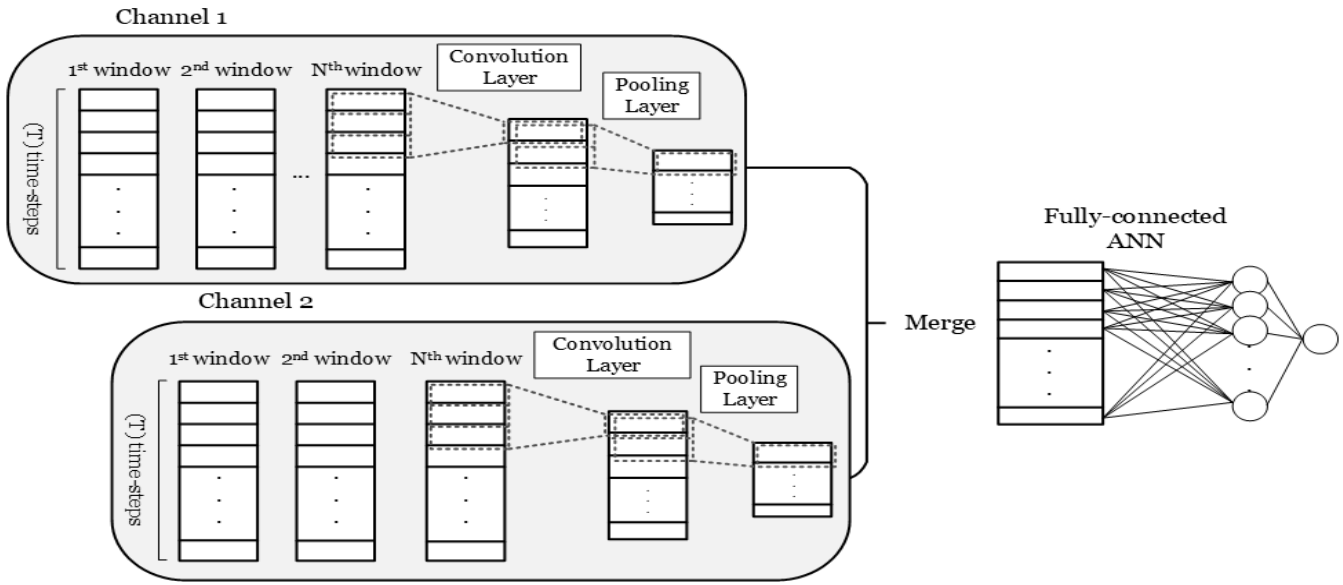 Channel 1
1st window 2nd window Nth window
Convolution
Layer
Pooling
Layer
(T) time-steps
...
Channel 2
1st window 2nd window Nth window
Convolution
Layer
Pooling
Layer
(T) time-steps
Merge
Fully-connected
ANN